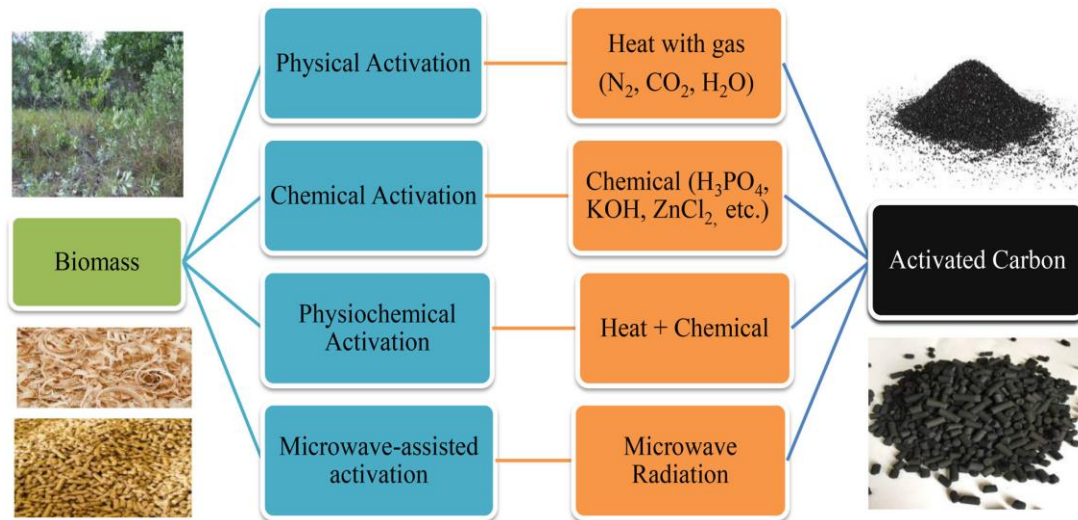 Biomass
Physical Activation
Heat with gas
(N₂, CO₂, H₂O)
Chemical Activation
Chemical (H₃PO₄,
KOH, ZnCl₂, etc.)
Physiochemical
Activation
Heat + Chemical
Microwave-assisted
activation
Microwave
Radiation
Activated Carbon